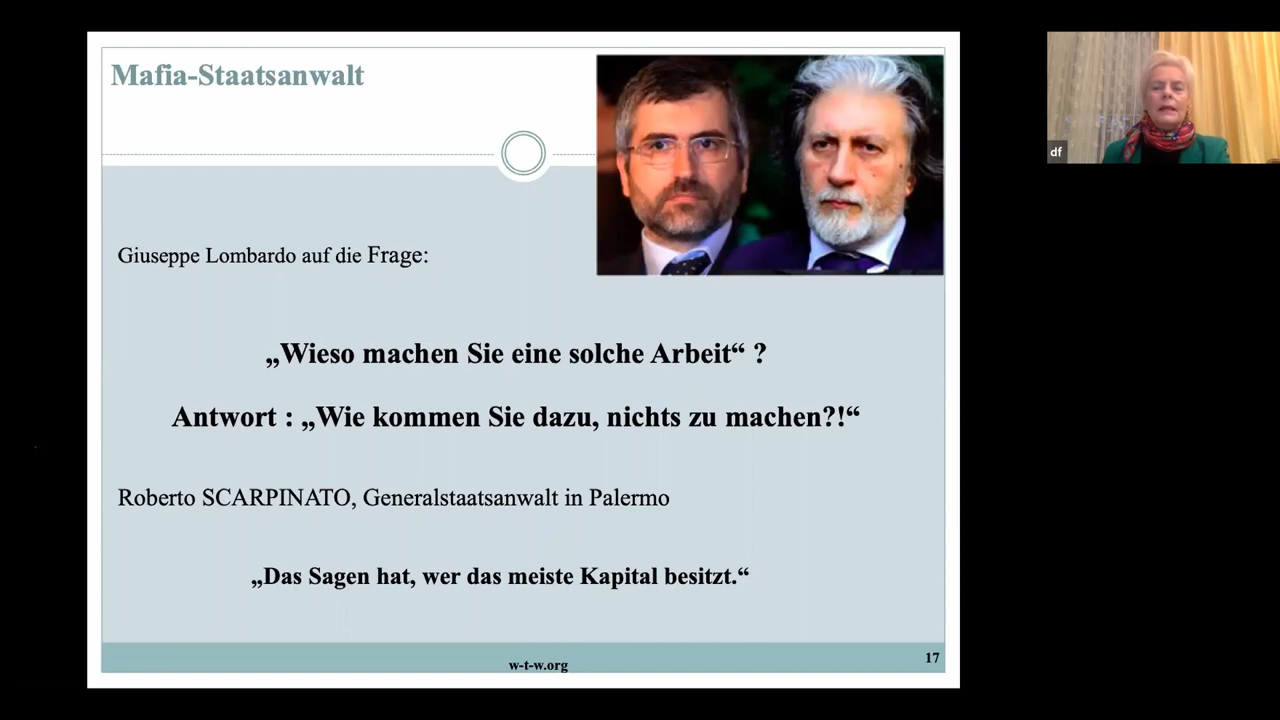 Mafia-Staatsanwalt
df
Giuseppe Lombardo auf die Frage:
„Wieso machen Sie eine solche Arbeit“ ?
Antwort : „Wie kommen Sie dazu, nichts zu machen?!“
Roberto SCARPINATO, Generalstaatsanwalt in Palermo
„Das Sagen hat, wer das meiste Kapital besitzt.“
w-t-w.org
17